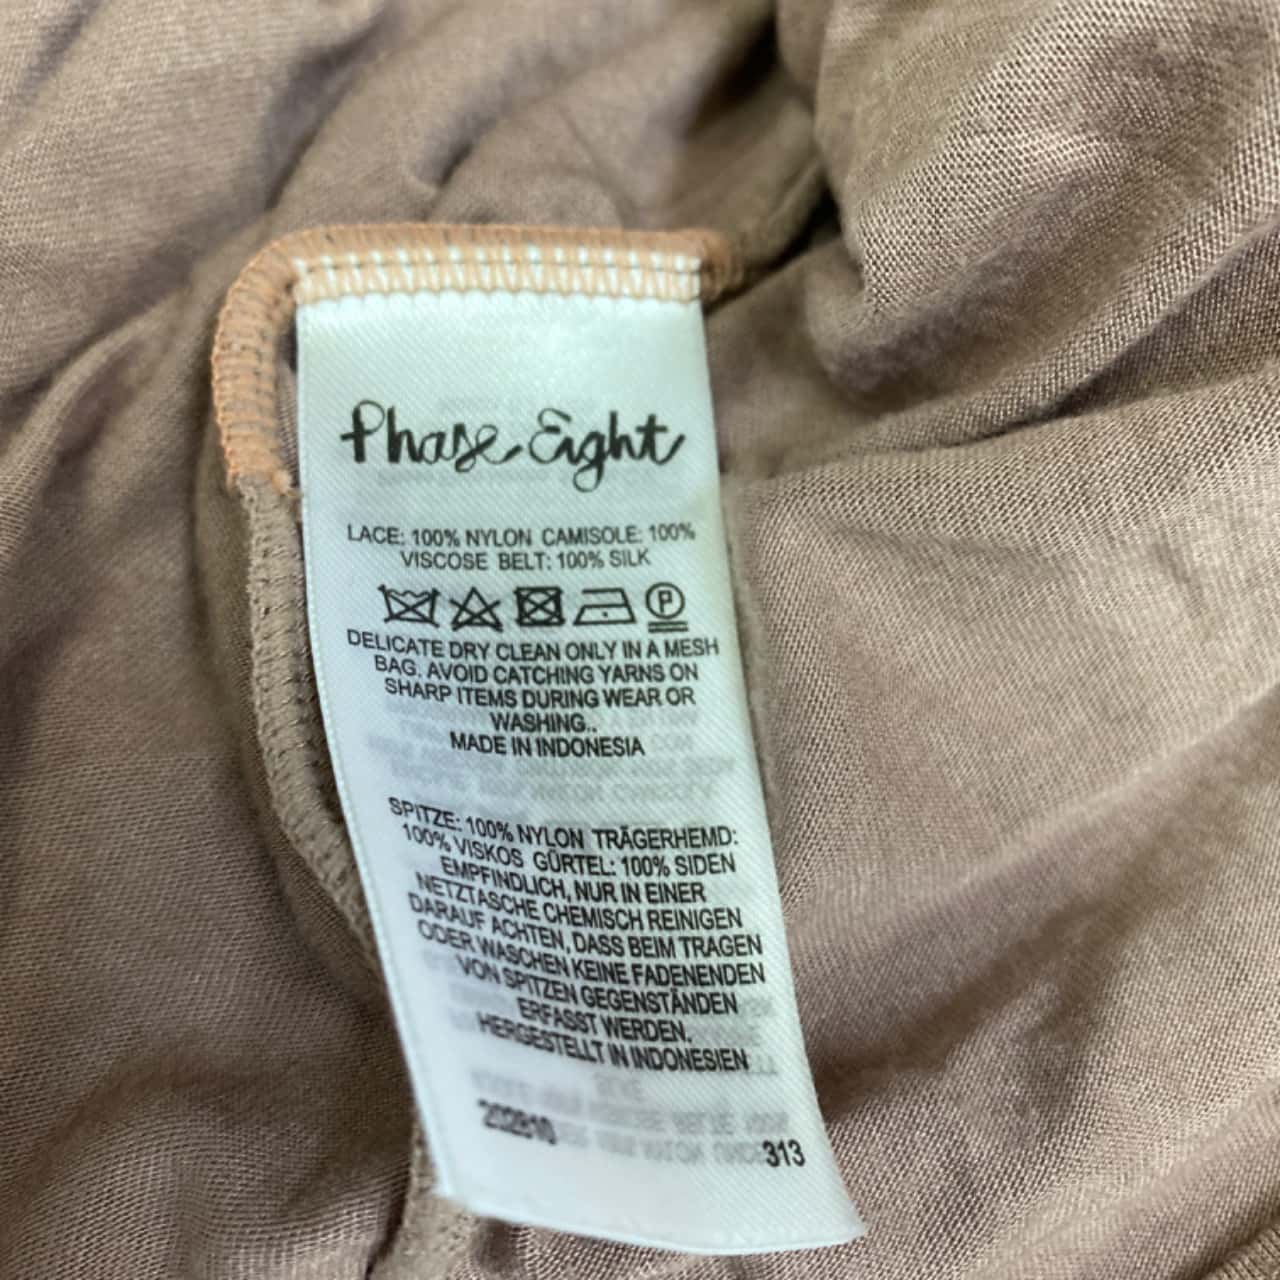 Phase Eight
LACE: 100% NYLON CAMISOLE: 100%
VISCOSE BELT: 100% SILK
P
DELICATE DRY CLEAN ONLY IN A MESH
BAG. AVOID CATCHING YARNS ON
SHARP ITEMS DURING WEAR OR
WASHING..
MADE IN INDONESIA
SPITZE: 100% NYLON TRÄGERHEMD:
100% VISKOS GÜRTEL: 100% SIDEN
EMPFINDLICH, NUR IN EINER
NETZTASCHE CHEMISCH REINIGEN
DARAUF ACHTEN, DASS BEIM TRAGEN
ODER WASCHEN KEINE FADENENDEN
VON SPITZEN GEGENSTÄNDEN
ERFASST WERDEN.
HERGESTELLT IN INDONESIEN
202810 313